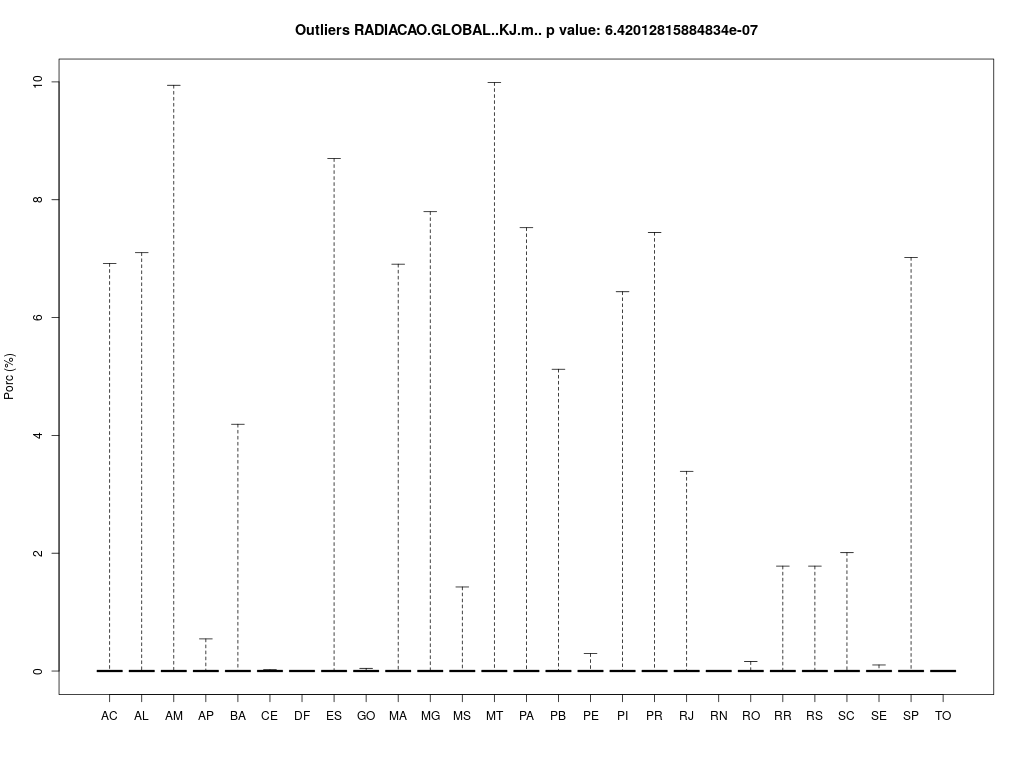 Outliers RADIACAO.GLOBAL..KJ.m.. p value: 6.42012815884834e-07
Porc (%)
10
8
6
4
2
0
AC AL AM AP BA CE DF ES GO MA MG MS MT PA PB PE PI PR RJ RN RO RR RS SC SE SP TO